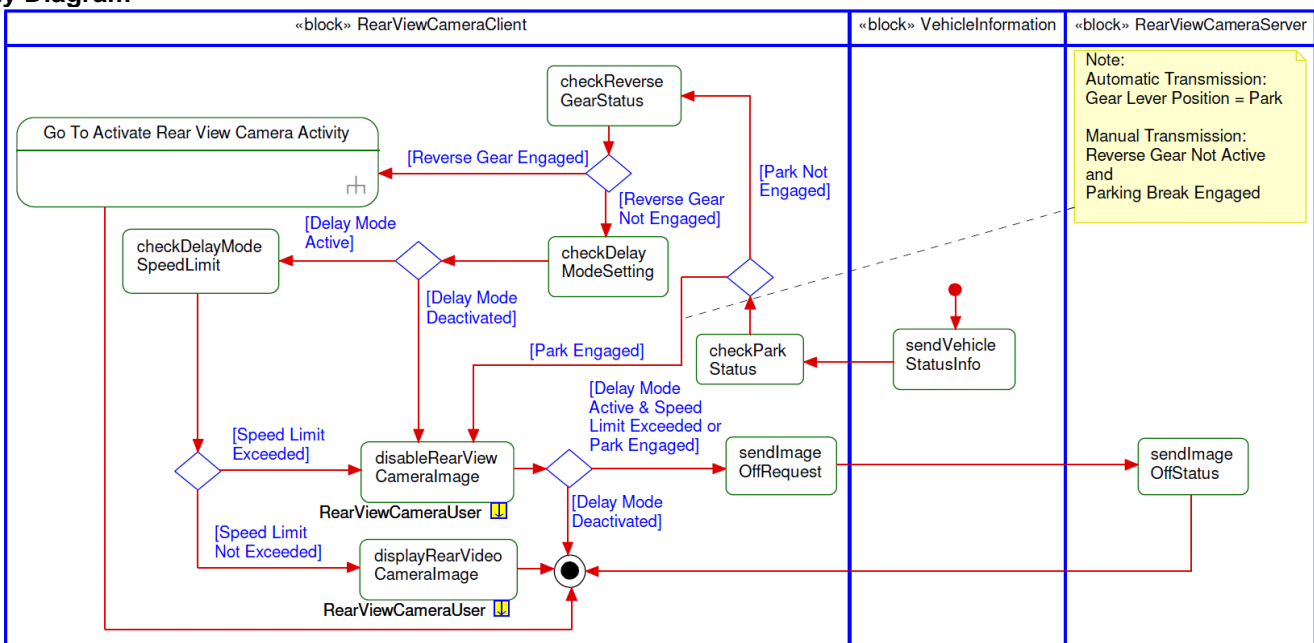 «block» RearViewCameraClient
«block» VehicleInformation
«block» RearViewCameraServer
Note:
Automatic Transmission:
Gear Lever Position = Park
Manual Transmission:
Reverse Gear Not Active
and
Parking Break Engaged
checkReverse
GearStatus
Go To Activate Rear View Camera Activity
[Reverse Gear Engaged]
[Park Not
Engaged]
[Reverse Gear
Not Engaged]
[Delay Mode
Active]
checkDelayMode
SpeedLimit
checkDelay
ModeSetting
[Delay Mode
Deactivated]
[Park Engaged]
checkPark
Status
sendVehicle
StatusInfo
[Delay Mode
Active & Speed
Limit Exceeded or
Park Engaged]
[Speed Limit
Exceeded]
disableRearView
CameraImage
RearViewCameraUser
sendImage
OffRequest
sendImage
OffStatus
[Delay Mode
Deactivated]
[Speed Limit
Not Exceeded]
displayRearVideo
CameraImage
RearViewCameraUser